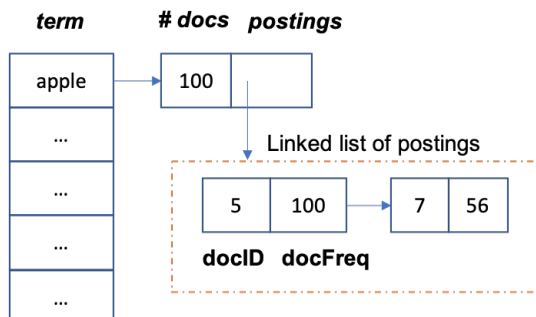 term # docs postings
apple 100
...
Linked list of postings
...
5 100 7 56
...
docID docFreq
...